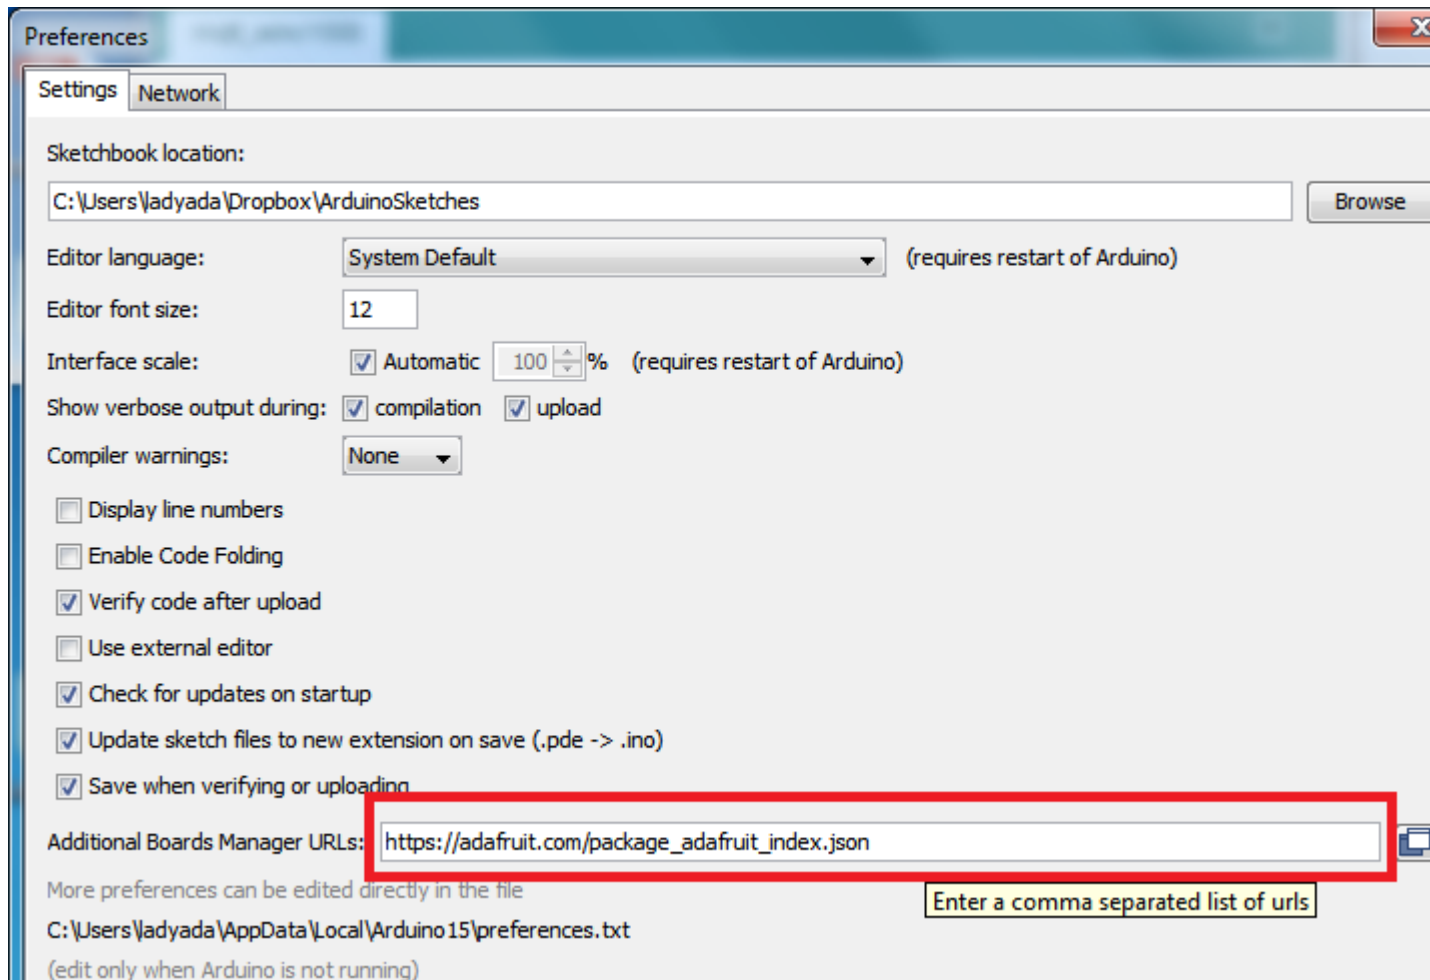 Preferences
Settings Network
Sketchbook location:
C:\Users\ladyada\Dropbox\ArduinoSketches Browse
Editor language: System Default (requires restart of Arduino)
Editor font size: 12
Interface scale: Automatic 100 % (requires restart of Arduino)
Show verbose output during: compilation upload
Compiler warnings: None
Display line numbers
Enable Code Folding
Verify code after upload
Use external editor
Check for updates on startup
Update sketch files to new extension on save (.pde -> .ino)
Save when verifying or uploading
Additional Boards Manager URLs: https://adafruit.com/package_adafruit_index.json
More preferences can be edited directly in the file
Enter a comma separated list of urls
C:\Users\ladyada\AppData\Local\Arduino15\preferences.txt
(edit only when Arduino is not running)